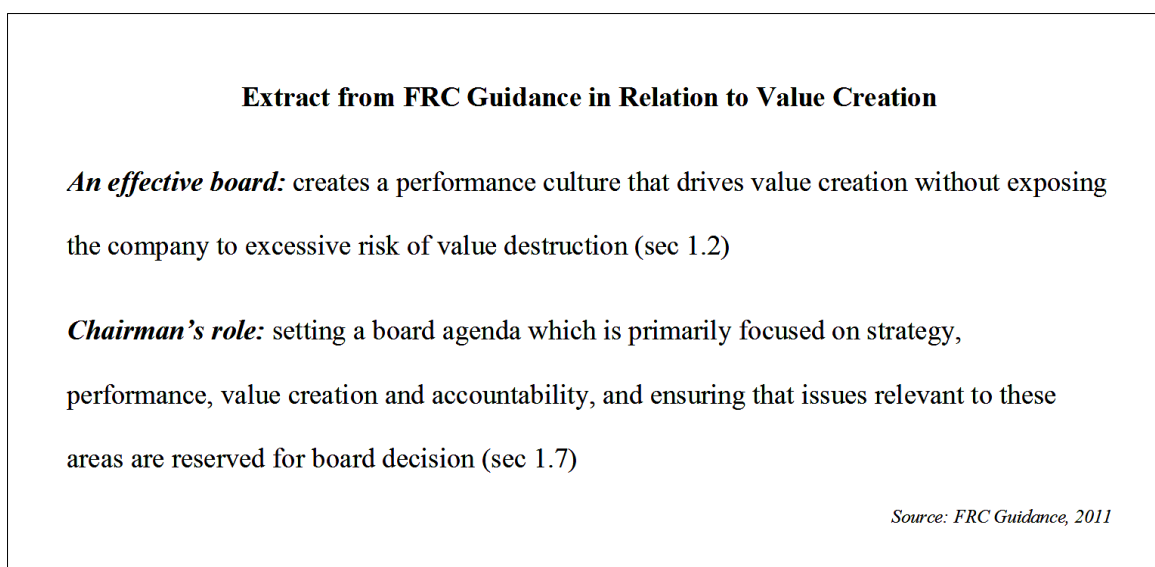 Extract from FRC Guidance in Relation to Value Creation
An effective board: creates a performance culture that drives value creation without exposing
the company to excessive risk of value destruction (sec 1.2)
Chairman’s role: setting a board agenda which is primarily focused on strategy,
performance, value creation and accountability, and ensuring that issues relevant to these
areas are reserved for board decision (sec 1.7)
Source: FRC Guidance, 2011